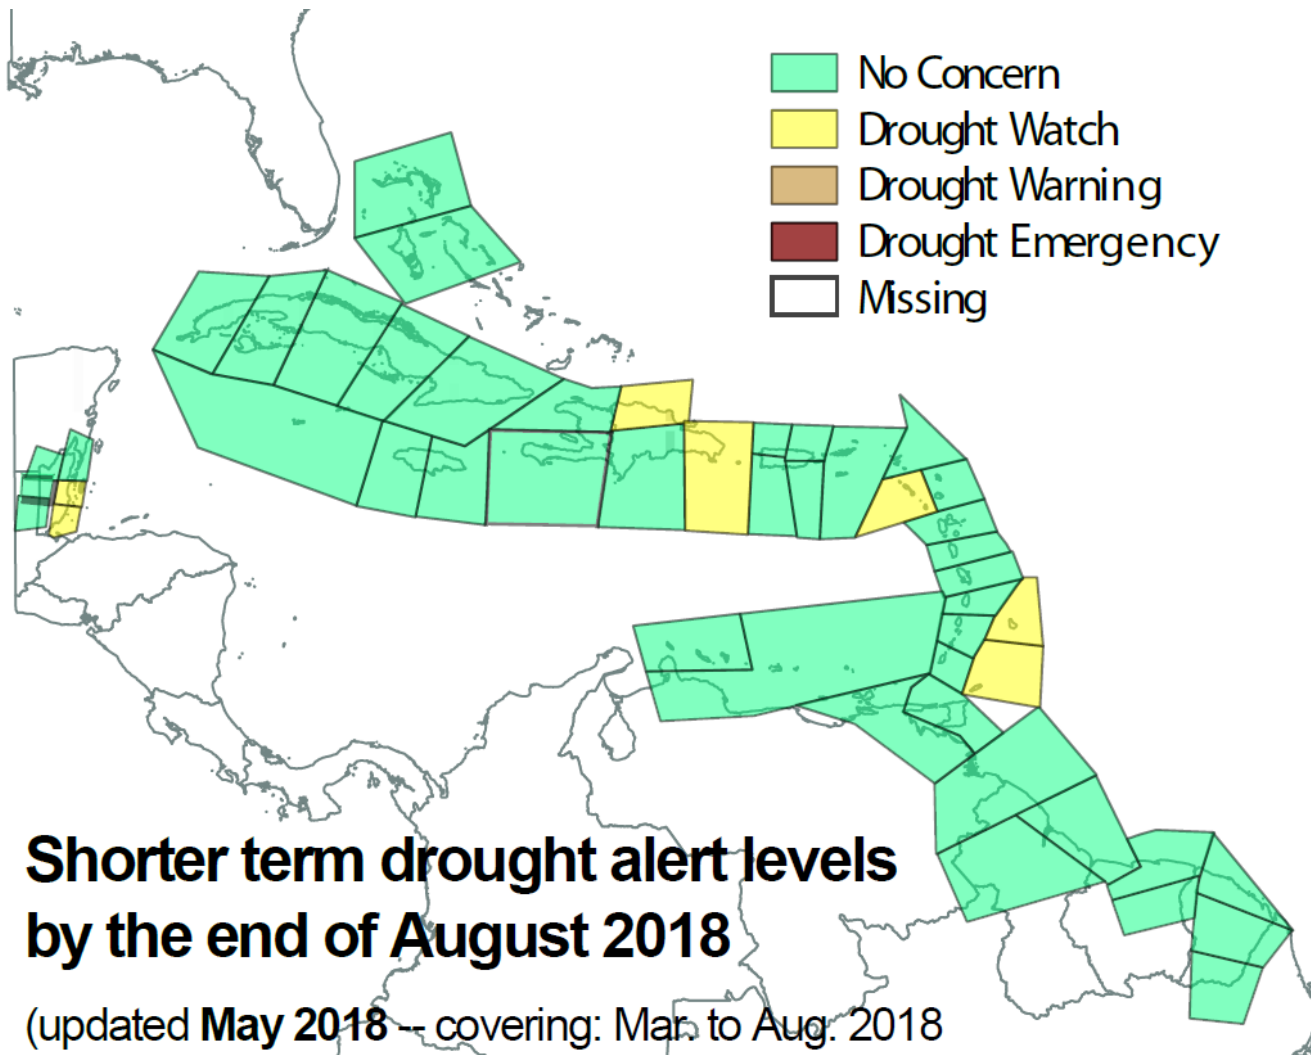 No Concern
Drought Watch
Drought Warning
Drought Emergency
Missing
Shorter term drought alert levels
by the end of August 2018
(updated May 2018 -- covering: Mar. to Aug. 2018